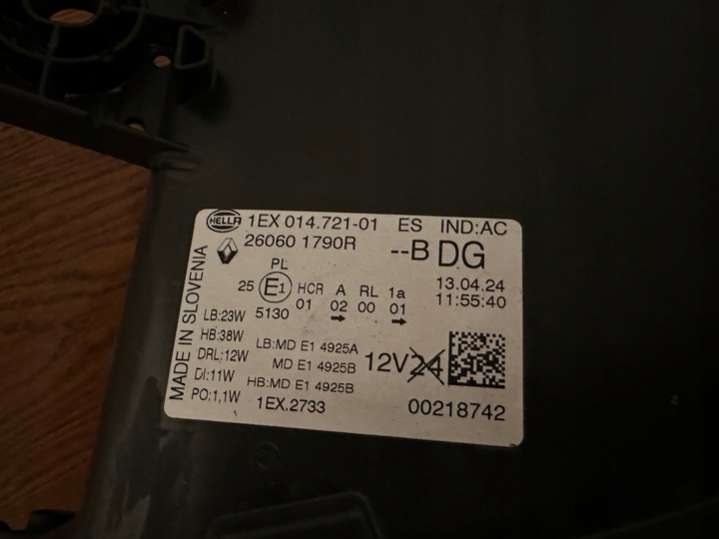 HELLA 1EX 014.721-01 ES IND:AC
26060 1790R --B DG
PL 13.04.24
25 E1 HCR A RL 1a 11:55:40
01 02 00 01
LB:23W 5130
HB:38W LB:MD E1 4925A
DRL:12W MD E1 4925B 12V24
DI:11W HB:MD E1 4925B
PO:1,1W 1EX.2733 00218742
MADE IN SLOVENIA